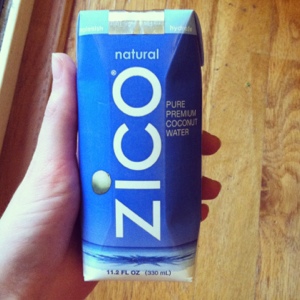 natural
ZICO
PURE
PREMIUM
COCONUT
WATER
11.2 FL OZ (330 mL)